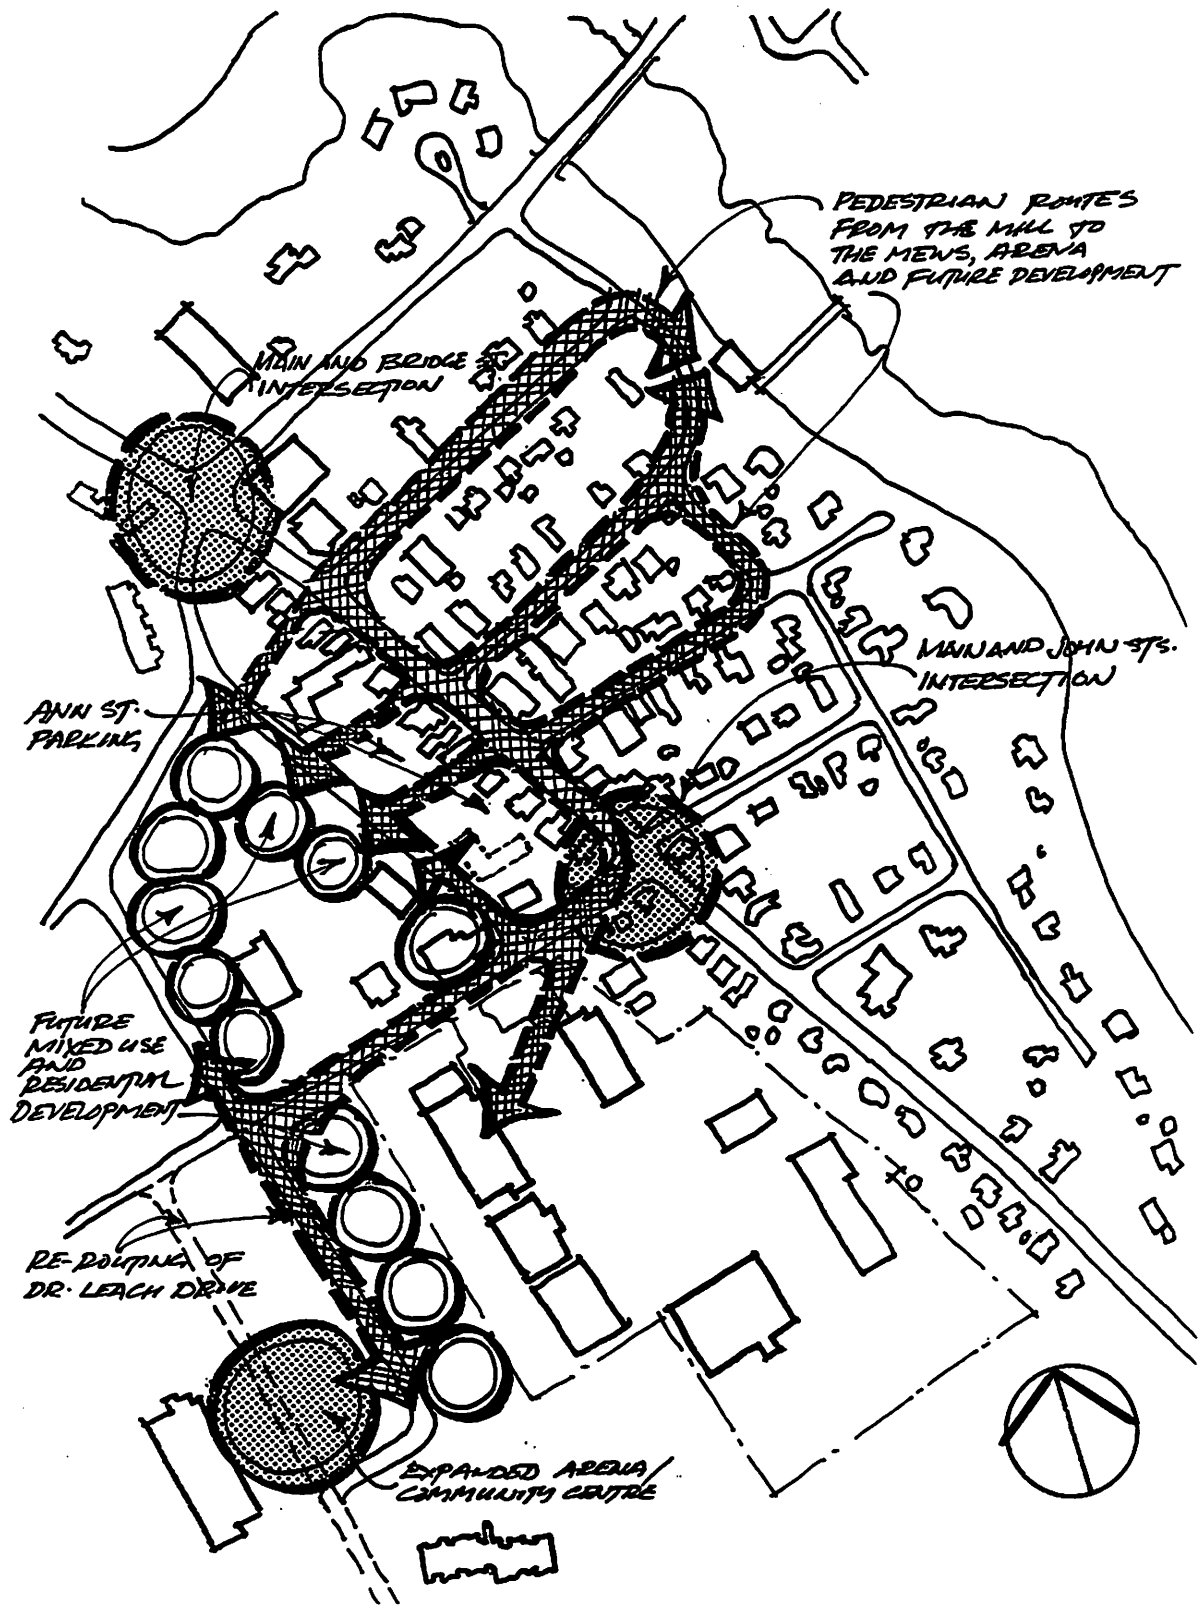 PEDESTRIAN ROUTES
FROM THE MILL TO
THE MEWS, ARENA
AND FUTURE DEVELOPMENT
MAIN AND BRIDGE ST.
INTERSECTION
MAIN AND JOHN STS.
INTERSECTION
ANN ST.
PARKING
FUTURE
MIXED USE
AND
RESIDENTIAL
DEVELOPMENT
RE-ROUTING OF
DR. LEACH DRIVE
EXPANDED ARENA/
COMMUNITY CENTRE